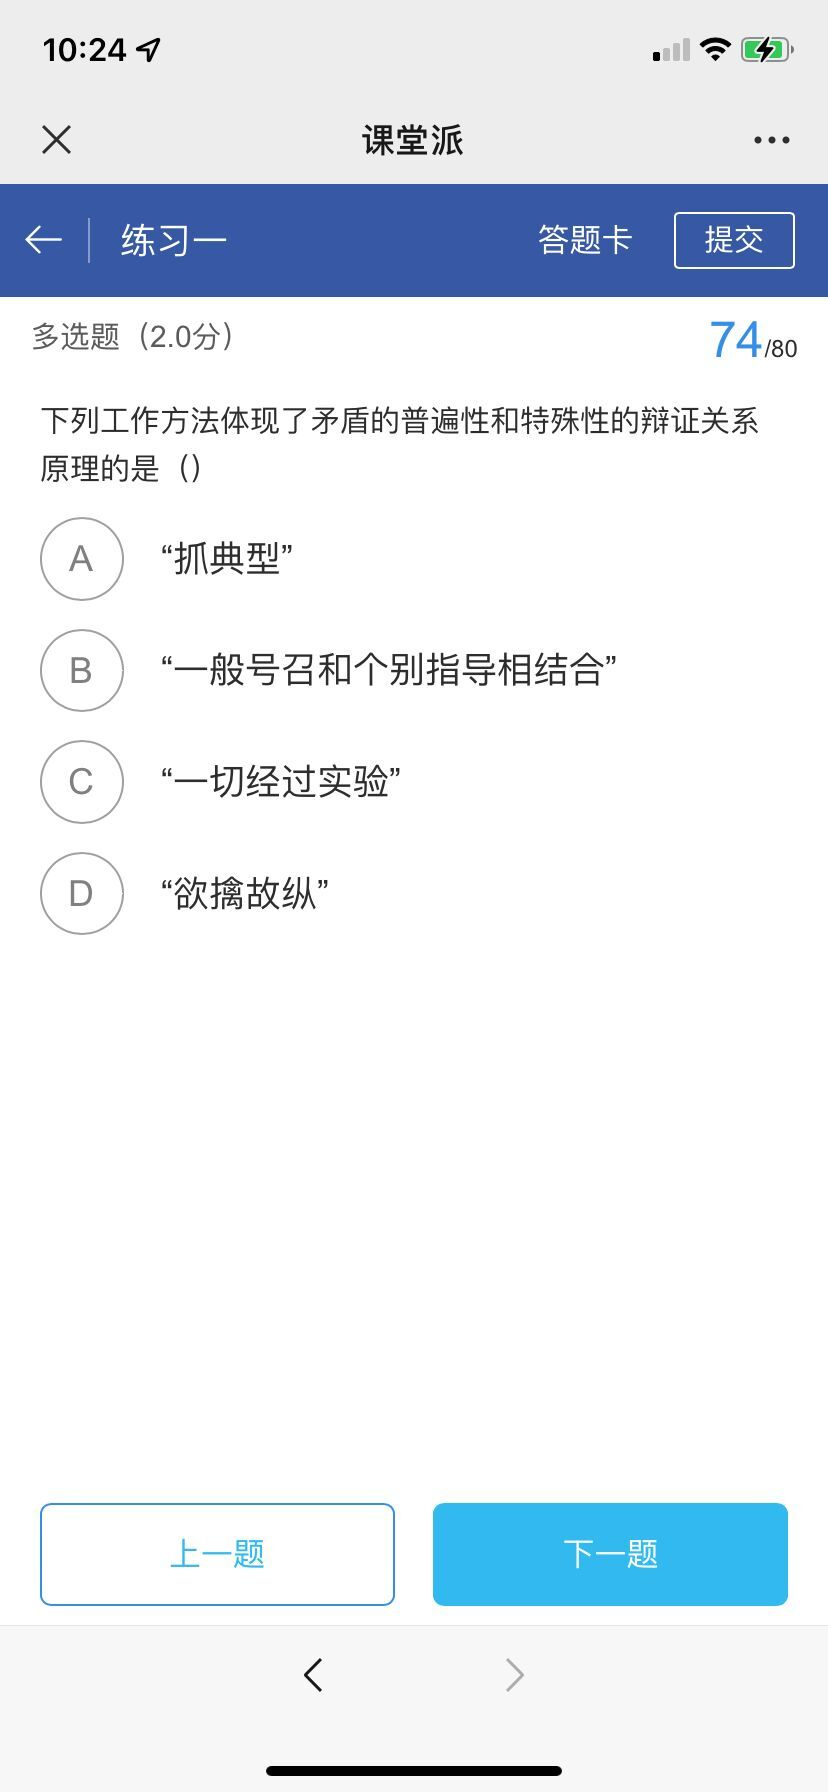 10:24
课堂派
练习一
答题卡
提交
多选题（2.0分）
74/80
下列工作方法体现了矛盾的普遍性和特殊性的辩证关系
原理的是（）
A “抓典型”
B “一般号召和个别指导相结合”
C “一切经过实验”
D “欲擒故纵”
上一题
下一题